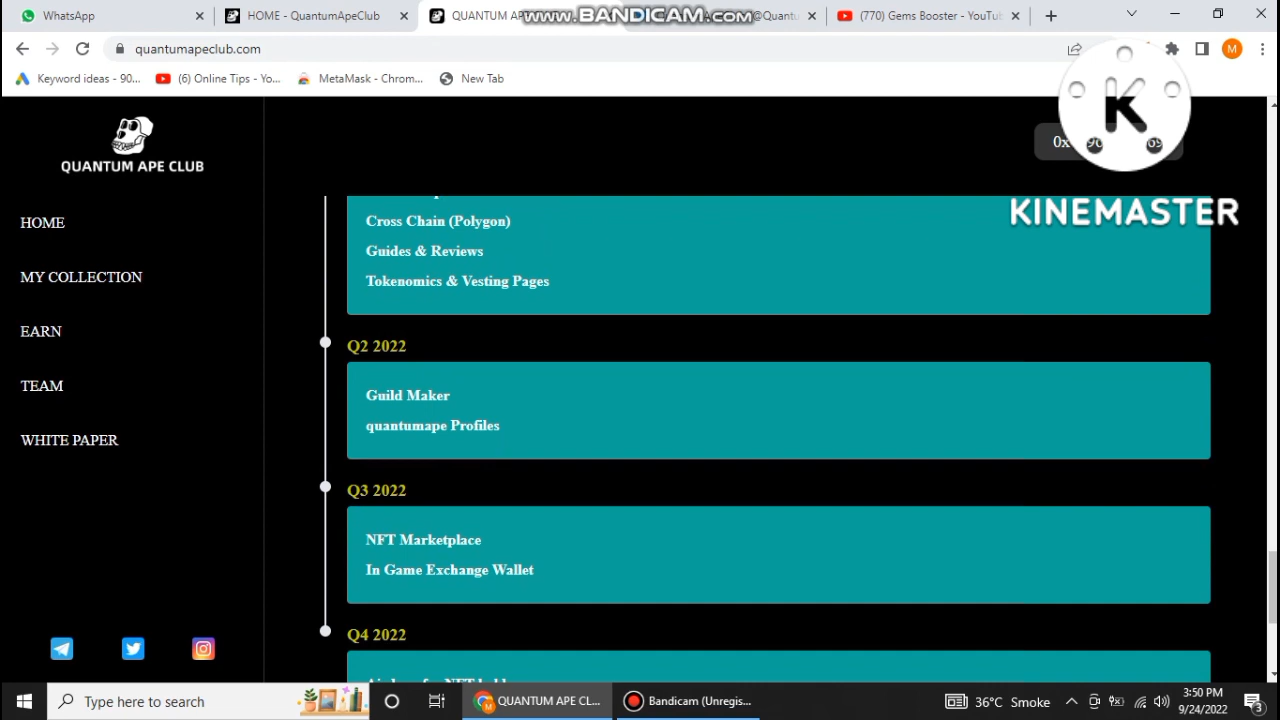 WhatsApp
HOME - QuantumApeClub
QUANTUM AP
www.BANDICAM.com
@Quantu
(770) Gems Booster - YouTu
quantumapeclub.com
M
Keyword ideas - 90...
(6) Online Tips - Yo...
MetaMask - Chrom...
New Tab
QUANTUM APE CLUB
0x
K
KINEMASTER
HOME
MY COLLECTION
EARN
TEAM
WHITE PAPER
Cross Chain (Polygon)
Guides & Reviews
Tokenomics & Vesting Pages
Q2 2022
Guild Maker
quantumape Profiles
Q3 2022
NFT Marketplace
In Game Exchange Wallet
Q4 2022
Type here to search
QUANTUM APE CL...
Bandicam (Unregis...
36°C Smoke
3:50 PM
9/24/2022
3